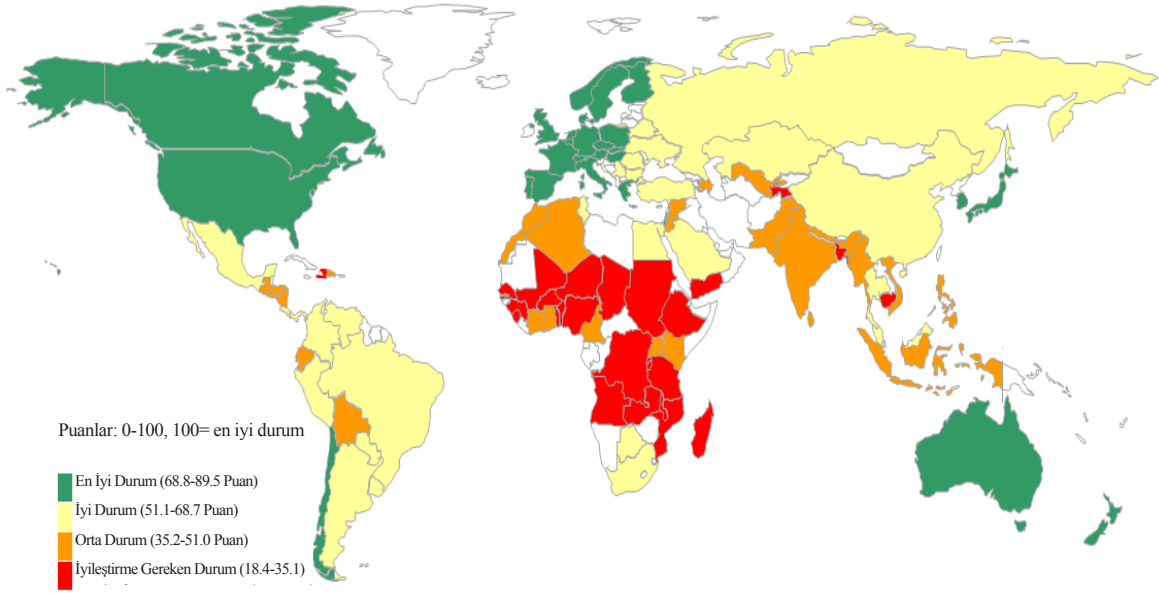 Puanlar: 0-100, 100= en iyi durum
En İyi Durum (68.8-89.5 Puan)
İyi Durum (51.1-68.7 Puan)
Orta Durum (35.2-51.0 Puan)
İyileştirme Gereken Durum (18.4-35.1)